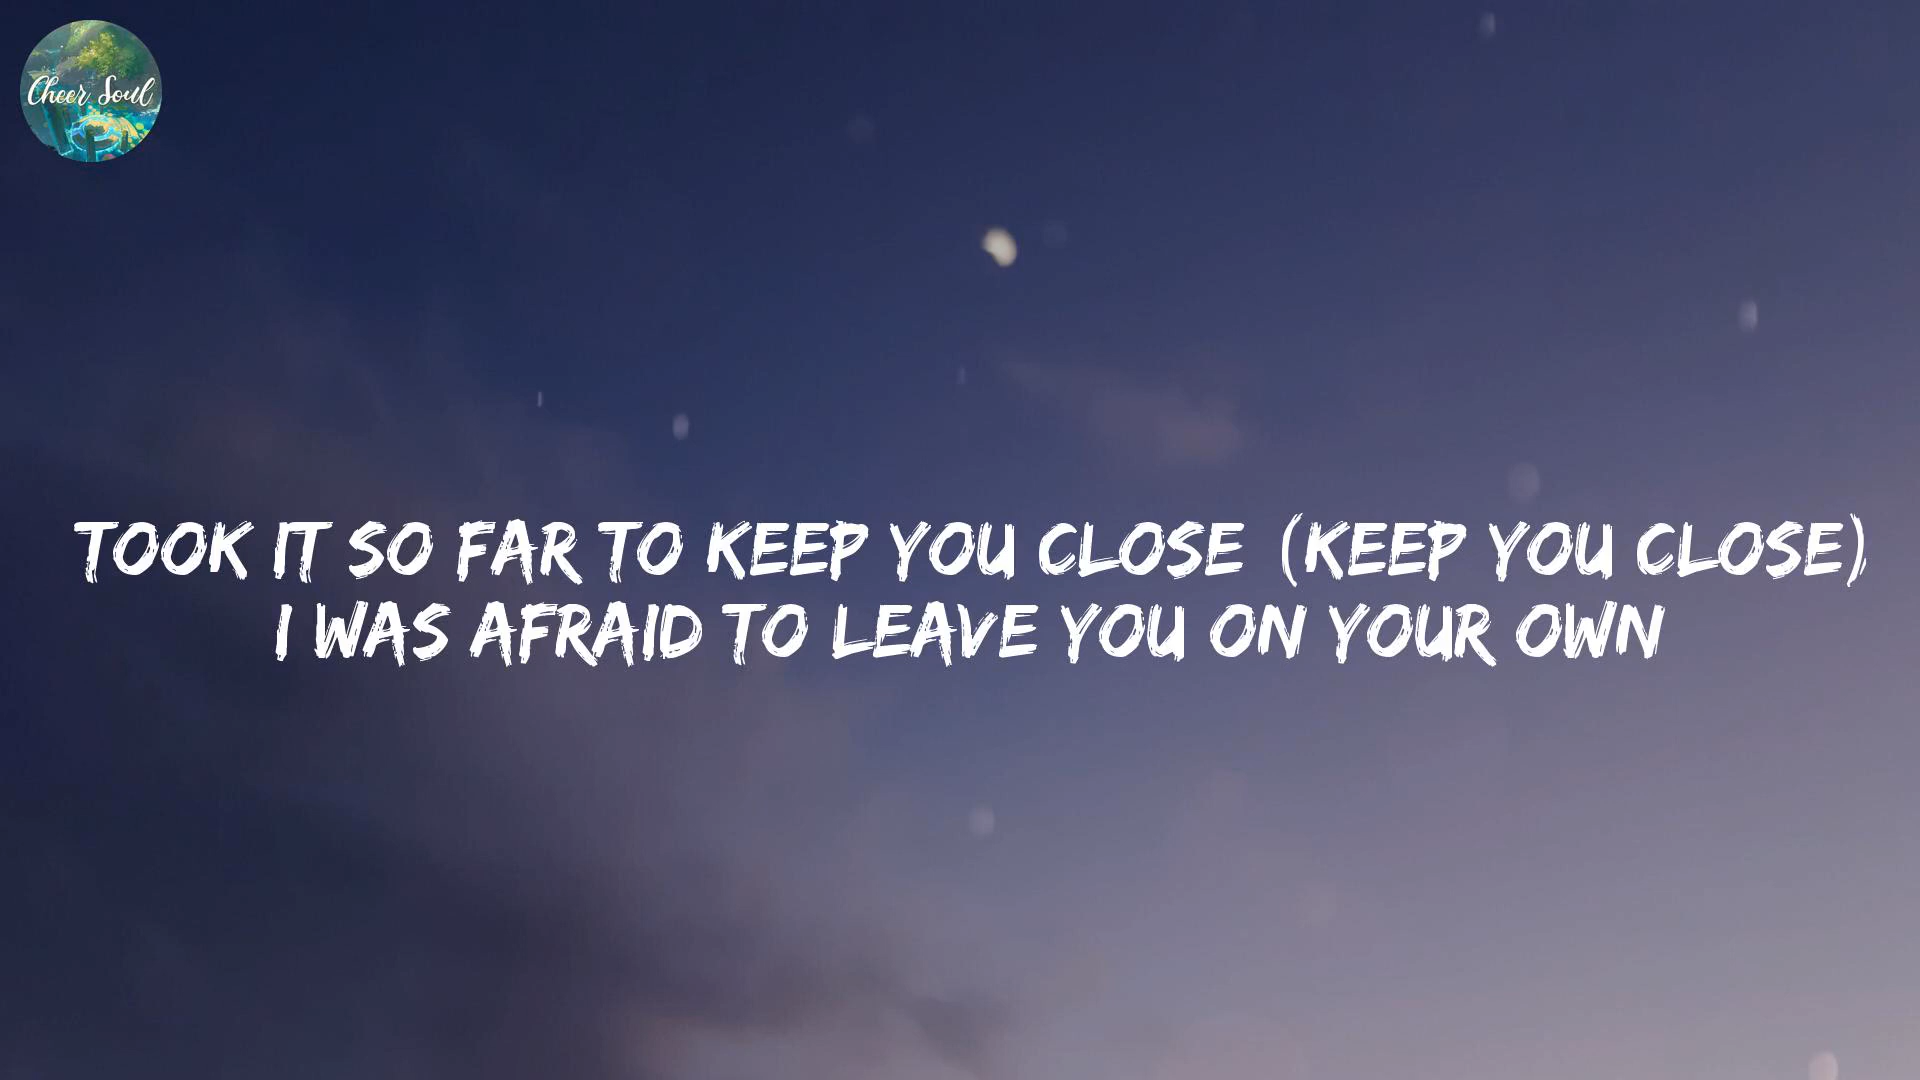 Cheer Soul
TOOK IT SO FAR TO KEEP YOU CLOSE (KEEP YOU CLOSE)
I WAS AFRAID TO LEAVE YOU ON YOUR OWN